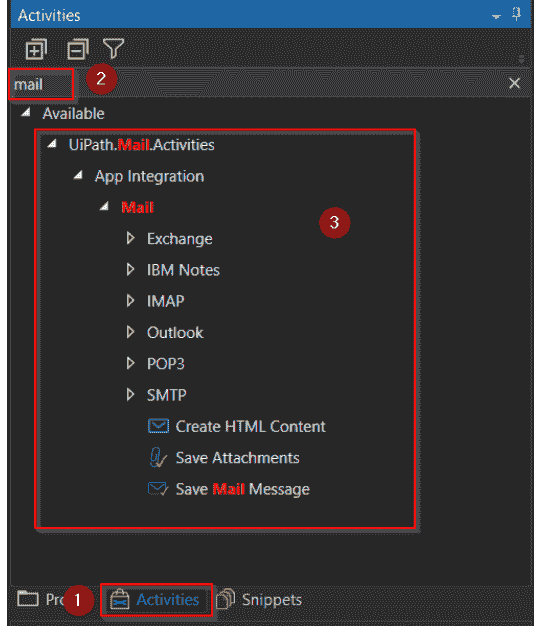 Activities
mail
2
Available
UiPath.Mail.Activities
App Integration
Mail
3
Exchange
IBM Notes
IMAP
Outlook
POP3
SMTP
Create HTML Content
Save Attachments
Save Mail Message
1 Activities Snippets